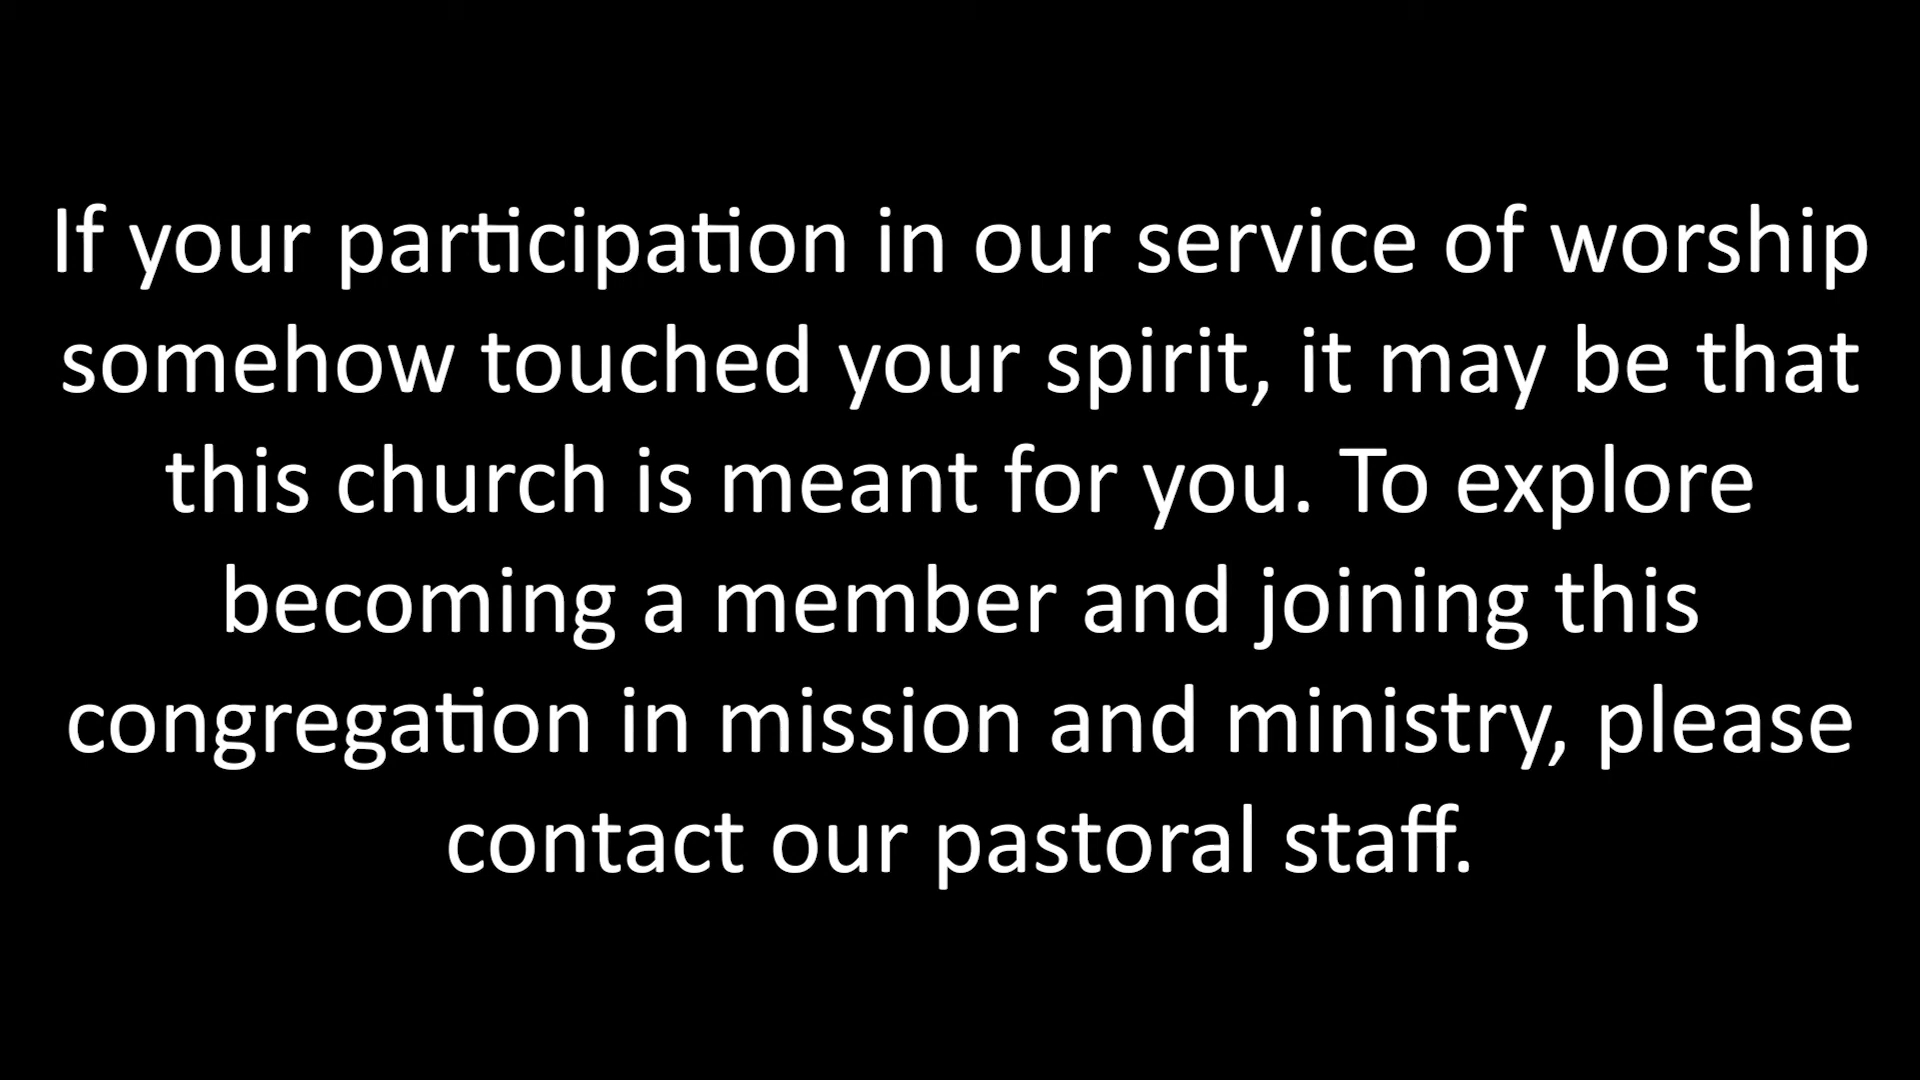 If your participation in our service of worship
somehow touched your spirit, it may be that
this church is meant for you. To explore
becoming a member and joining this
congregation in mission and ministry, please
contact our pastoral staff.